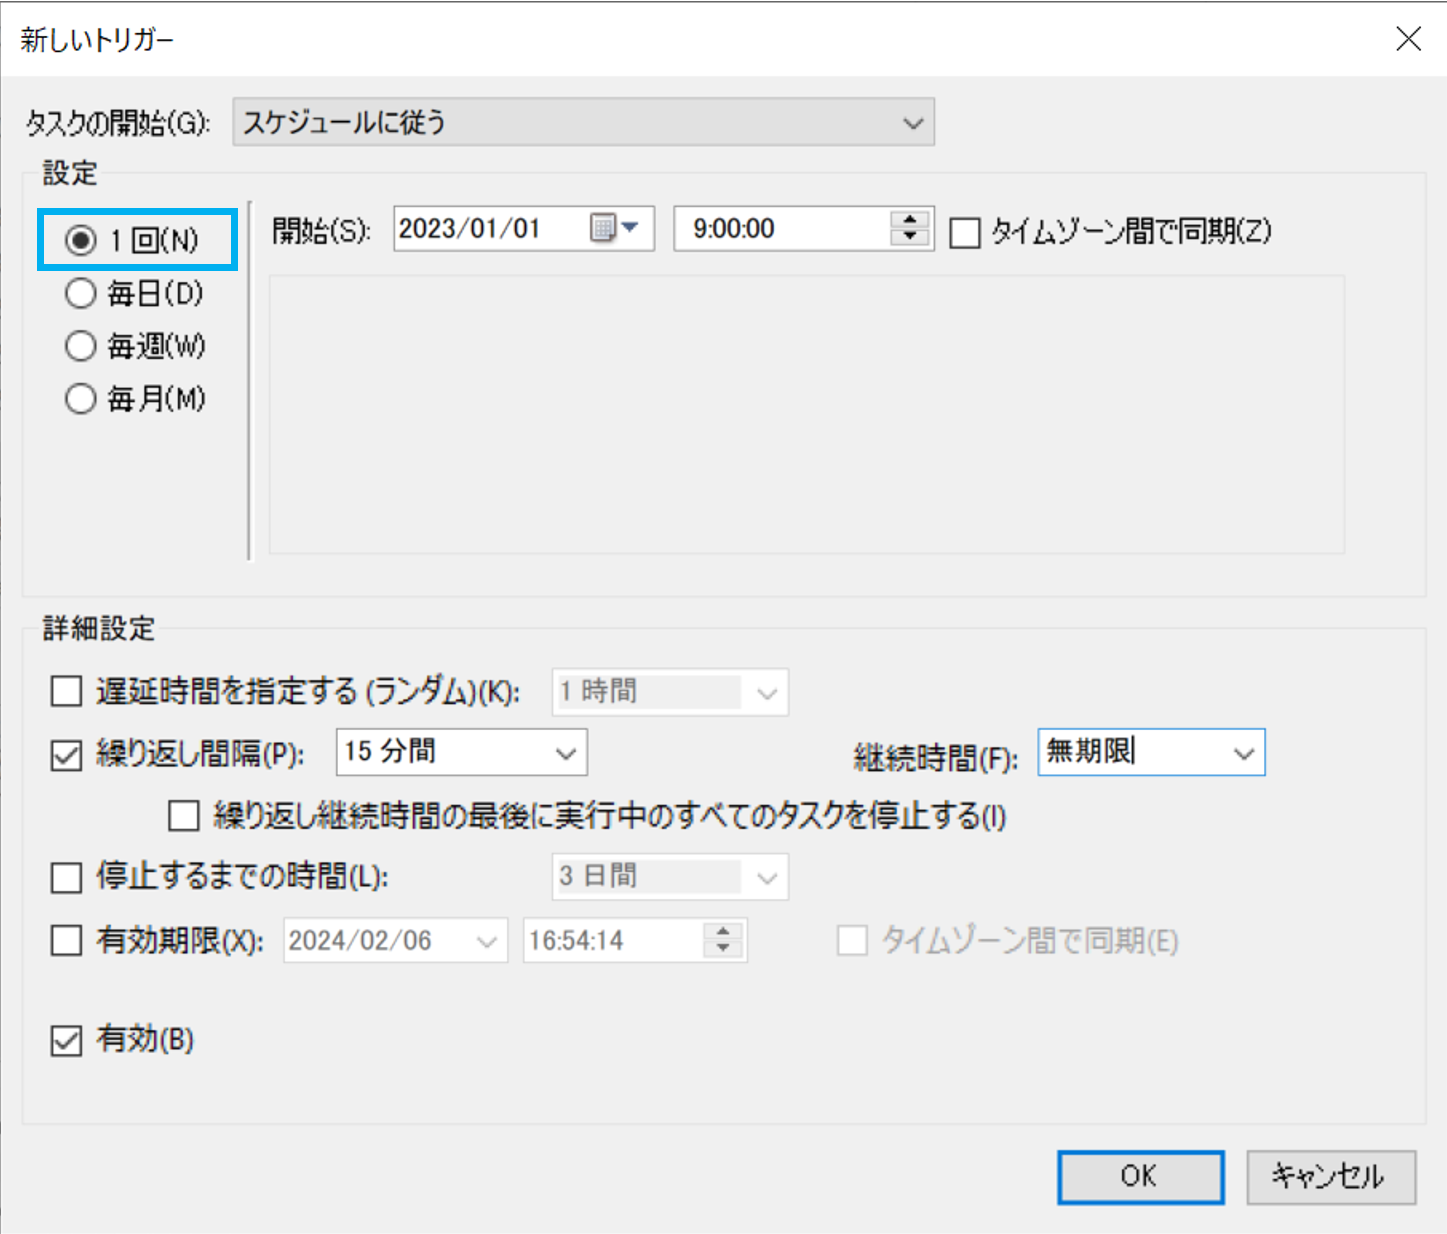 新しいトリガー
タスクの開始(G): スケジュールに従う
設定
1 回(N)
開始(S): 2023/01/01 9:00:00 タイムゾーン間で同期(Z)
毎日(D)
毎週(W)
毎月(M)
詳細設定
遅延時間を指定する (ランダム)(K): 1 時間
繰り返し間隔(P): 15 分間 継続時間(F): 無期限
繰り返し継続時間の最後に実行中のすべてのタスクを停止する(I)
停止するまでの時間(L): 3 日間
有効期限(X): 2024/02/06 16:54:14 タイムゾーン間で同期(E)
有効(B)
OK キャンセル